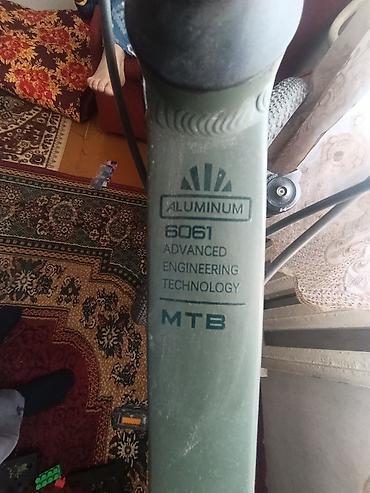 ALUMINUM
6061
ADVANCED
ENGINEERING
TECHNOLOGY
MTB